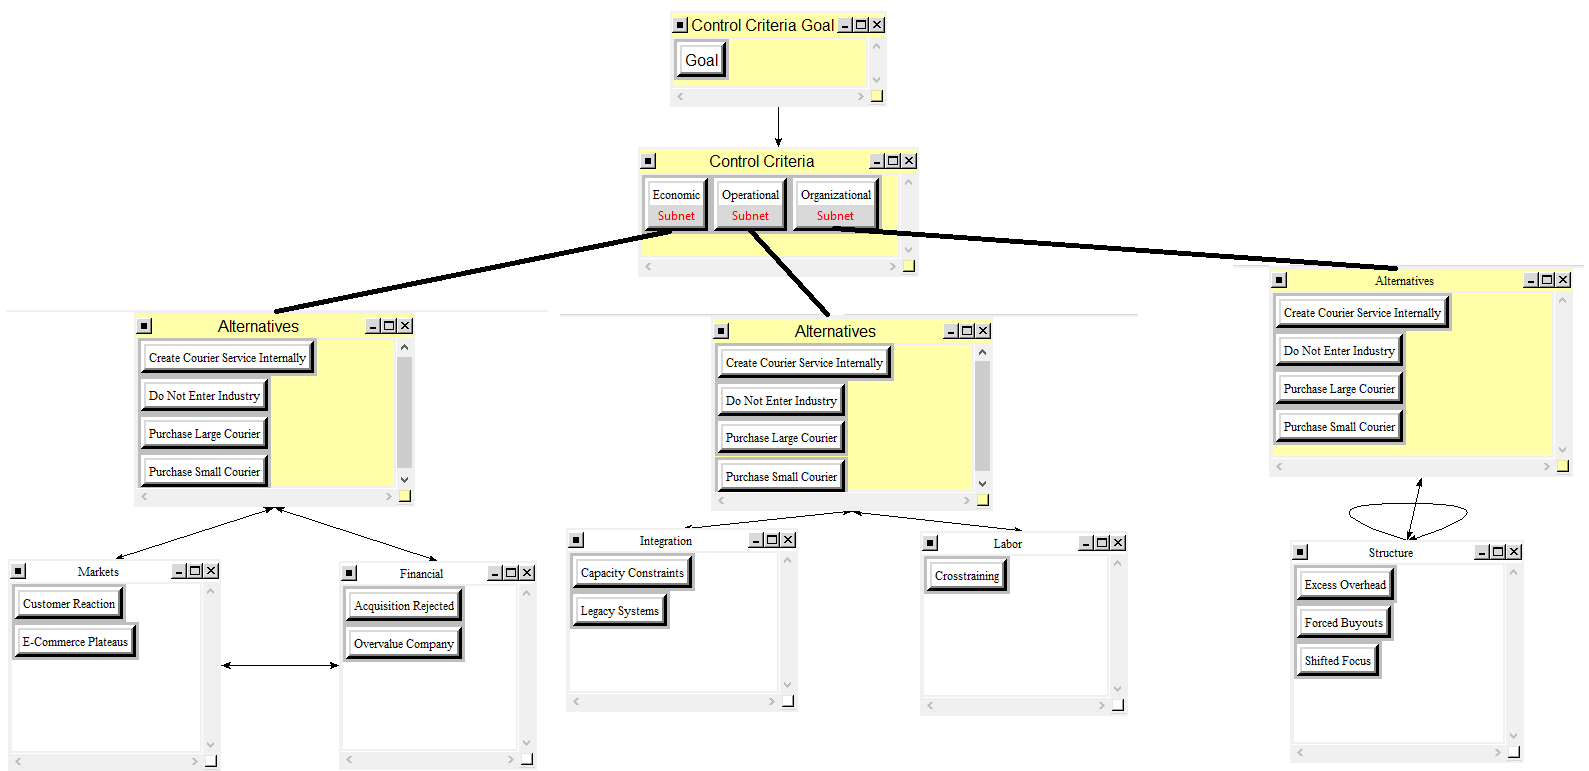 Control Criteria Goal
Goal
Control Criteria
Economic Operational Organizational
Subnet Subnet Subnet
Alternatives
Create Courier Service Internally
Do Not Enter Industry
Purchase Large Courier
Purchase Small Courier
Alternatives
Create Courier Service Internally
Do Not Enter Industry
Purchase Large Courier
Purchase Small Courier
Alternatives
Create Courier Service Internally
Do Not Enter Industry
Purchase Large Courier
Purchase Small Courier
Markets
Customer Reaction
E-Commerce Plateaus
Financial
Acquisition Rejected
Overvalue Company
Integration
Capacity Constraints
Legacy Systems
Labor
Crosstraining
Structure
Excess Overhead
Forced Buyouts
Shifted Focus